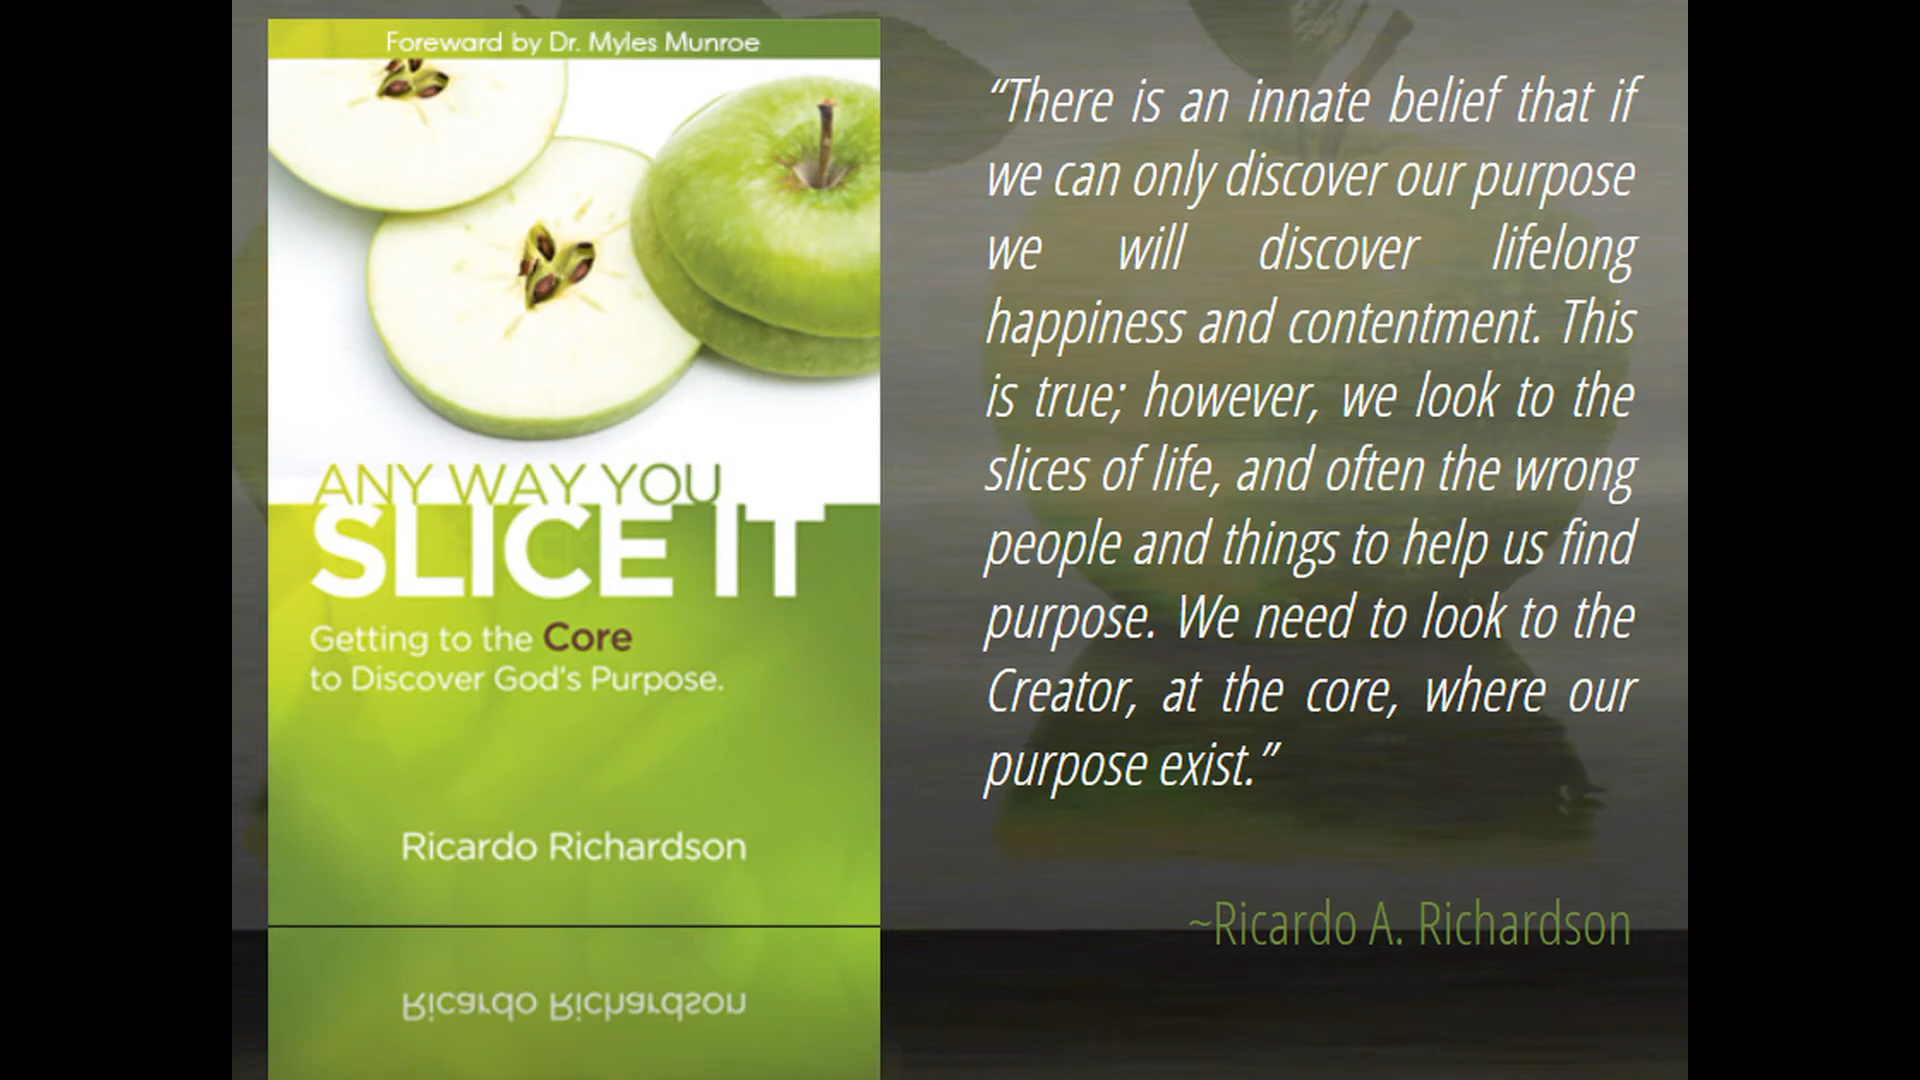 Foreward by Dr. Myles Munroe
ANY WAY YOU
SLICE IT
Getting to the Core
to Discover God's Purpose.
Ricardo Richardson
Ricardo Richardson
“There is an innate belief that if
we can only discover our purpose
we will discover lifelong
happiness and contentment. This
is true; however, we look to the
slices of life, and often the wrong
people and things to help us find
purpose. We need to look to the
Creator, at the core, where our
purpose exist.”
~Ricardo A. Richardson